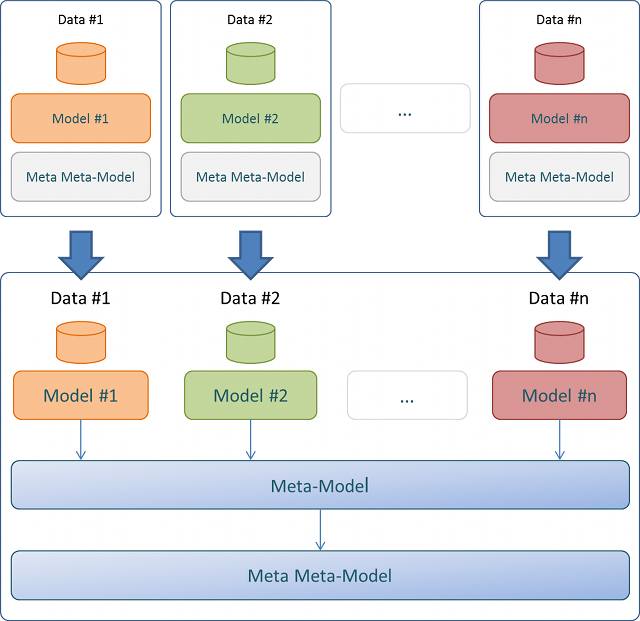 Data #1
Data #2
Data #n
Model #1
Model #2
...
Model #n
Meta Meta-Model
Meta Meta-Model
Meta Meta-Model
Data #1
Data #2
Data #n
Model #1
Model #2
...
Model #n
Meta-Model
Meta Meta-Model